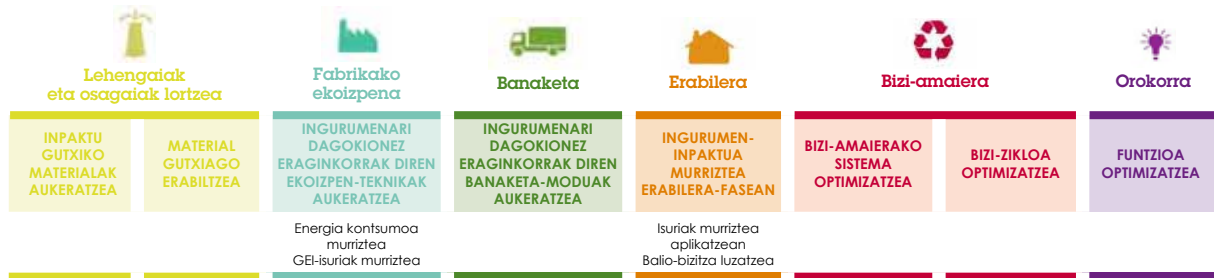 Lehengaiak
eta osagaiak lortzea
Fabrikako
ekoizpena
Banaketa
Erabilera
Bizi-amaiera
Orokorra
INPAKTU
GUTXIKO
MATERIALAK
AUKERATZEA
MATERIAL
GUTXIAGO
ERABILTZEA
INGURUMENARI
DAGOKIONEZ
ERAGINKORRAK DIREN
EKOIZPEN-TEKNIKAK
AUKERATZEA
INGURUMENARI
DAGOKIONEZ
ERAGINKORRAK DIREN
BANAKETA-MODUAK
AUKERATZEA
INGURUMEN-
INPAKTUA
MURRIZTEA
ERABILERA-FASEAN
BIZI-AMAIERAKO
SISTEMA
OPTIMIZATZEA
BIZI-ZIKLOA
OPTIMIZATZEA
FUNTZIOA
OPTIMIZATZEA
Energia kontsumoa
murriztea
GEI-isuriak murriztea
Isuriak murriztea
aplikatzean
Balio-bizitza luzatzea